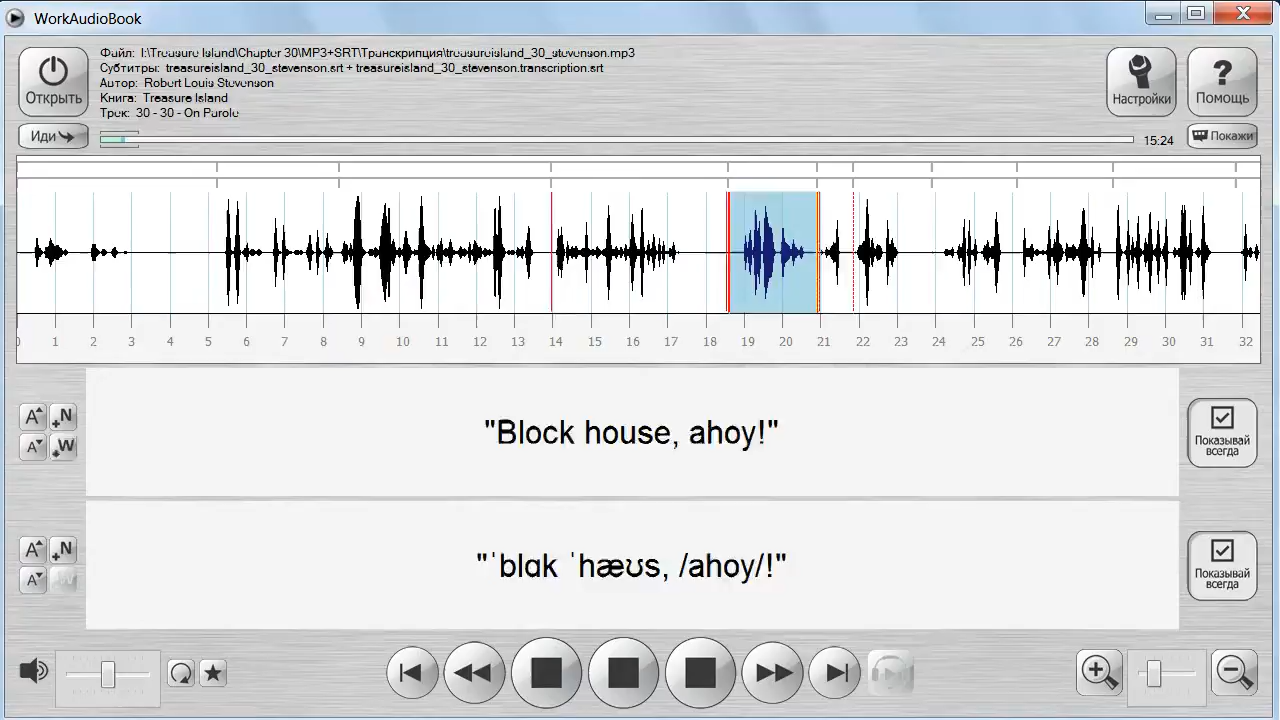 WorkAudioBook
Открыть
Файл: I:\Treasure Island\Chapter 30\MP3+SRT\Транскрипция\treasureisland_30_stevenson.mp3
Субтитры: treasureisland_30_stevenson.srt + treasureisland_30_stevenson.transcription.srt
Автор: Robert Louis Stevenson
Книга: Treasure Island
Трек: 30 - 30 - On Parole
Настройки
?
Помощь
Иди
15:24
Покажи
0 1 2 3 4 5 6 7 8 9 10 11 12 13 14 15 16 17 18 19 20 21 22 23 24 25 26 27 28 29 30 31 32
A N
A W
"Block house, ahoy!"
Показывай
всегда
A N
A W
"ˈblɑk ˈhæʊs, /ahoy/!"
Показывай
всегда